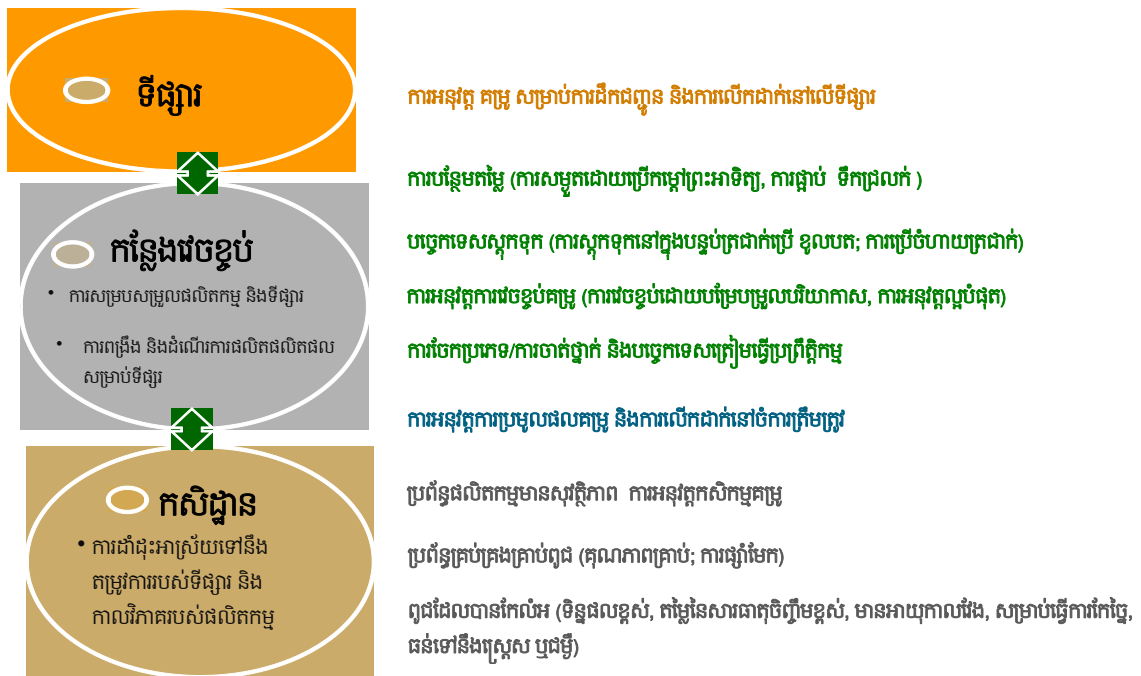 ទីផ្សារ
ការអនុវត្ត គម្រូ សម្រាប់ការដឹកជញ្ជូន និងការលើកដាក់នៅលើទីផ្សារ
ការបន្ថែមតម្លៃ (ការសម្ងួតដោយប្រើកម្ដៅព្រះអាទិត្យ, ការផ្អាប់  ទឹកជ្រលក់ )
កន្លែងវេចខ្ចប់
បច្ចេកទេសស្តុកទុក (ការស្តុកទុកនៅក្នុងបន្ទប់ត្រជាក់ប្រើ ខូលបត; ការប្រើចំហាយត្រជាក់)
• ការសម្របសម្រួលផលិតកម្ម និងទីផ្សារ
ការអនុវត្តការវេចខ្ចប់គម្រូ (ការវេចខ្ចប់ដោយបម្រែបម្រួលបរិយាកាស, ការអនុវត្តល្អបំផុត)
• ការពង្រឹង និងដំណើរការផលិតផលិតផល
សម្រាប់ទីផ្សរ
ការចែកប្រភេទ/ការចាត់ថ្នាក់ និងបច្ចេកទេសត្រៀមធ្វើប្រព្រឹត្តិកម្ម
ការអនុវត្តការប្រមូលផលគម្រូ និងការលើកដាក់នៅចំការត្រឹមត្រូវ
កសិដ្ឋាន
ប្រព័ន្ធផលិតកម្មមានសុវត្ថិភាព  ការអនុវត្តកសិកម្មគម្រូ
• ការដាំដុះអាស្រ័យទៅនឹង
តម្រូវការរបស់ទីផ្សារ និង
កាលវិភាគរបស់ផលិតកម្ម
ប្រព័ន្ធគ្រប់គ្រងគ្រាប់ពូជ (គុណភាពគ្រាប់; ការផ្សាំមែក)
ពូជដែលបានកែលំអ (ទិន្នផលខ្ពស់, តម្លៃនៃសារធាតុចិញ្ចឹមខ្ពស់, មានអាយុកាលវែង, សម្រាប់ធ្វើការកែច្នៃ,
ធន់ទៅនឹងស្ត្រេស ឬជម្ងឺ)